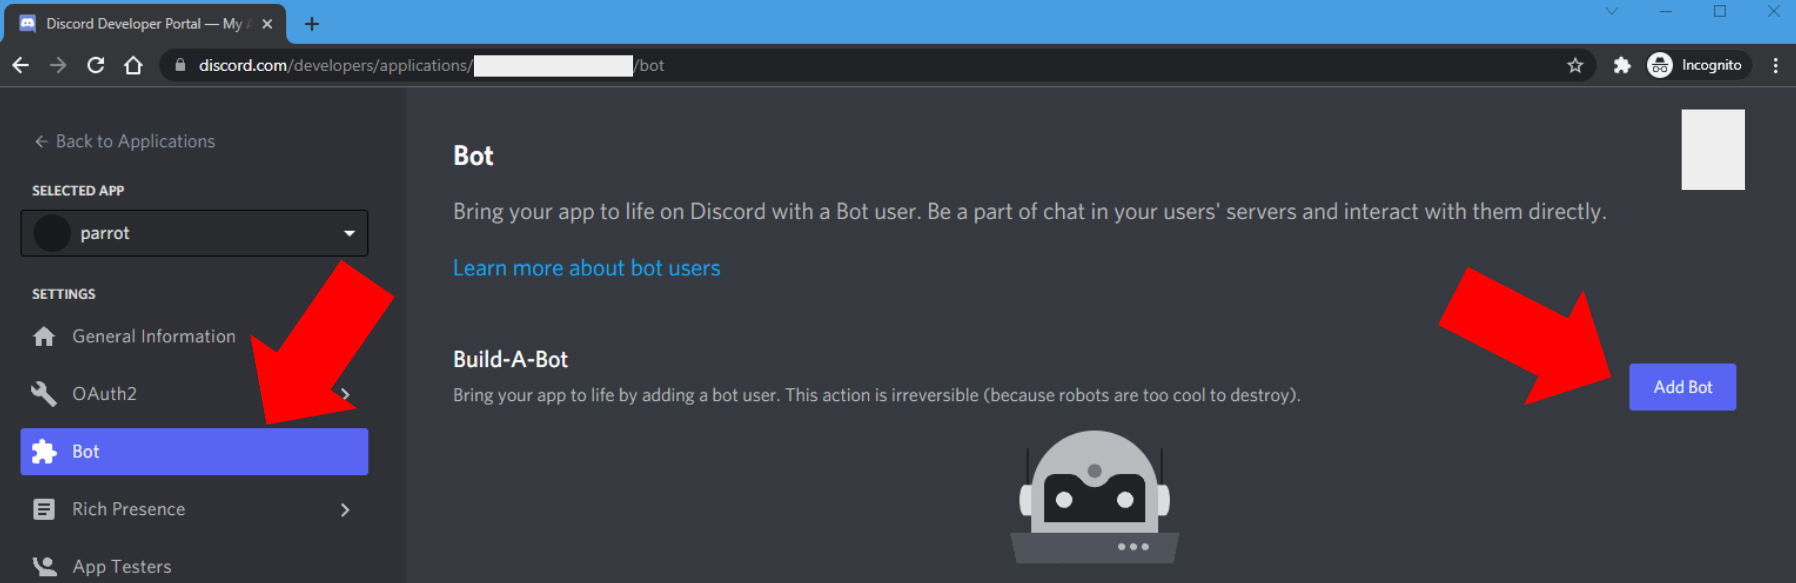 Discord Developer Portal — My
discord.com/developers/applications/ /bot
Incognito
Back to Applications
SELECTED APP
parrot
SETTINGS
General Information
OAuth2
Bot
Rich Presence
App Testers
Bot
Bring your app to life on Discord with a Bot user. Be a part of chat in your users' servers and interact with them directly.
Learn more about bot users
Build-A-Bot
Bring your app to life by adding a bot user. This action is irreversible (because robots are too cool to destroy).
Add Bot